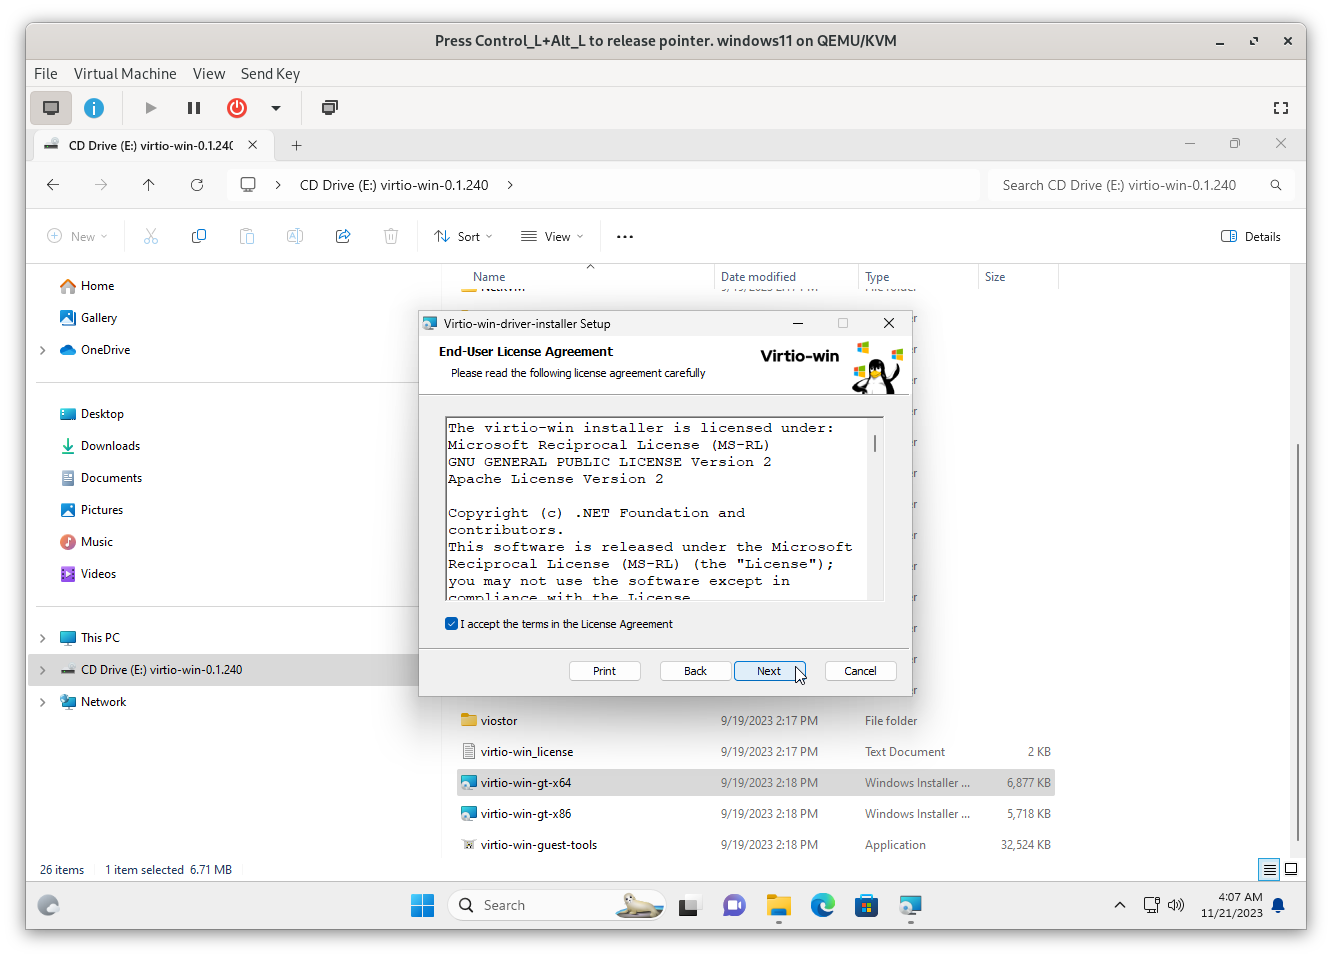 Press Control_L+Alt_L to release pointer. windows11 on QEMU/KVM
File Virtual Machine View Send Key
CD Drive (E:) virtio-win-0.1.240
CD Drive (E:) virtio-win-0.1.240
Search CD Drive (E:) virtio-win-0.1.240
New Sort View Details
Name Date modified Type Size
Home
Gallery
OneDrive
Desktop
Downloads
Documents
Pictures
Music
Videos
This PC
CD Drive (E:) virtio-win-0.1.240
Network
Virtio-win-driver-installer Setup
End-User License Agreement
Please read the following license agreement carefully
Virtio-win
The virtio-win installer is licensed under:
Microsoft Reciprocal License (MS-RL)
GNU GENERAL PUBLIC LICENSE Version 2
Apache License Version 2
Copyright (c) .NET Foundation and
contributors.
This software is released under the Microsoft
Reciprocal License (MS-RL) (the "License");
you may not use the software except in
compliance with the License
I accept the terms in the License Agreement
Print Back Next Cancel
viostor 9/19/2023 2:17 PM File folder
virtio-win_license 9/19/2023 2:17 PM Text Document 2 KB
virtio-win-gt-x64 9/19/2023 2:18 PM Windows Installer ... 6,877 KB
virtio-win-gt-x86 9/19/2023 2:18 PM Windows Installer ... 5,718 KB
virtio-win-guest-tools 9/19/2023 2:18 PM Application 32,524 KB
26 items 1 item selected 6.71 MB
Search
4:07 AM
11/21/2023